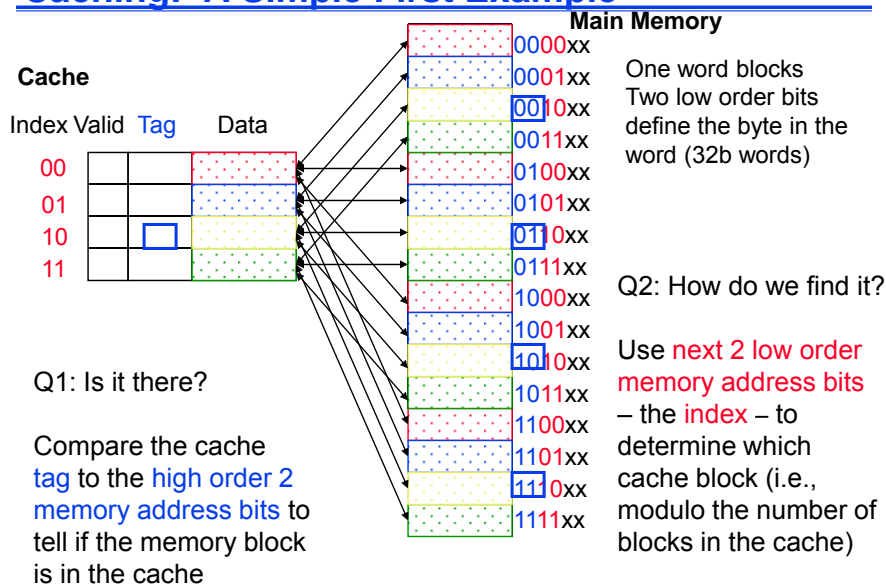 Caching: A Simple First Example
Main Memory
Cache
Index Valid Tag Data
00
01
10
11
0000xx
0001xx
0010xx
0011xx
0100xx
0101xx
0110xx
0111xx
1000xx
1001xx
1010xx
1011xx
1100xx
1101xx
1110xx
1111xx
One word blocks
Two low order bits
define the byte in the
word (32b words)
Q1: Is it there?
Compare the cache
tag to the high order 2
memory address bits to
tell if the memory block
is in the cache
Q2: How do we find it?
Use next 2 low order
memory address bits
– the index – to
determine which
cache block (i.e.,
modulo the number of
blocks in the cache)